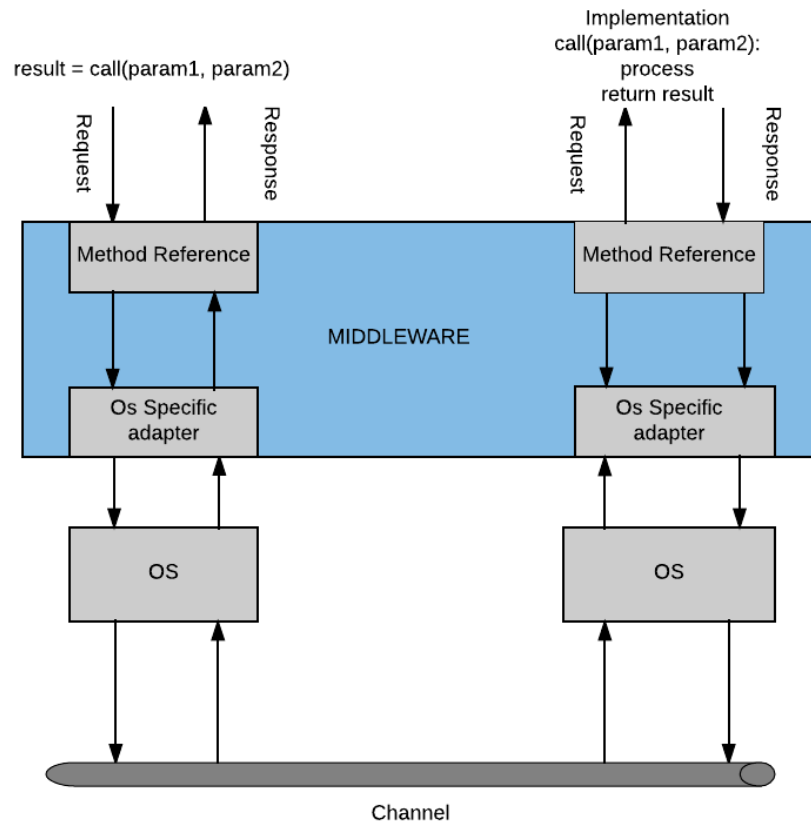 result = call(param1, param2)
Implementation
call(param1, param2):
process
return result
Request
Response
Request
Response
Method Reference
Method Reference
MIDDLEWARE
Os Specific
adapter
Os Specific
adapter
OS
OS
Channel